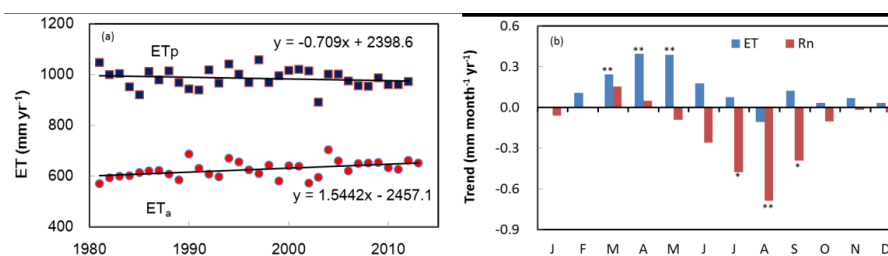 1200
1000
800
600
400
ET (mm yr⁻¹)
(a)
ETp
y = -0.709x + 2398.6
y = 1.5442x - 2457.1
ETₐ
1980
1990
2000
2010
0.6
0.3
0.0
-0.3
-0.6
-0.9
Trend (mm month⁻¹ yr⁻¹)
(b)
ET Rn
** ** **
* ** *
J F M A M J J A S O N D